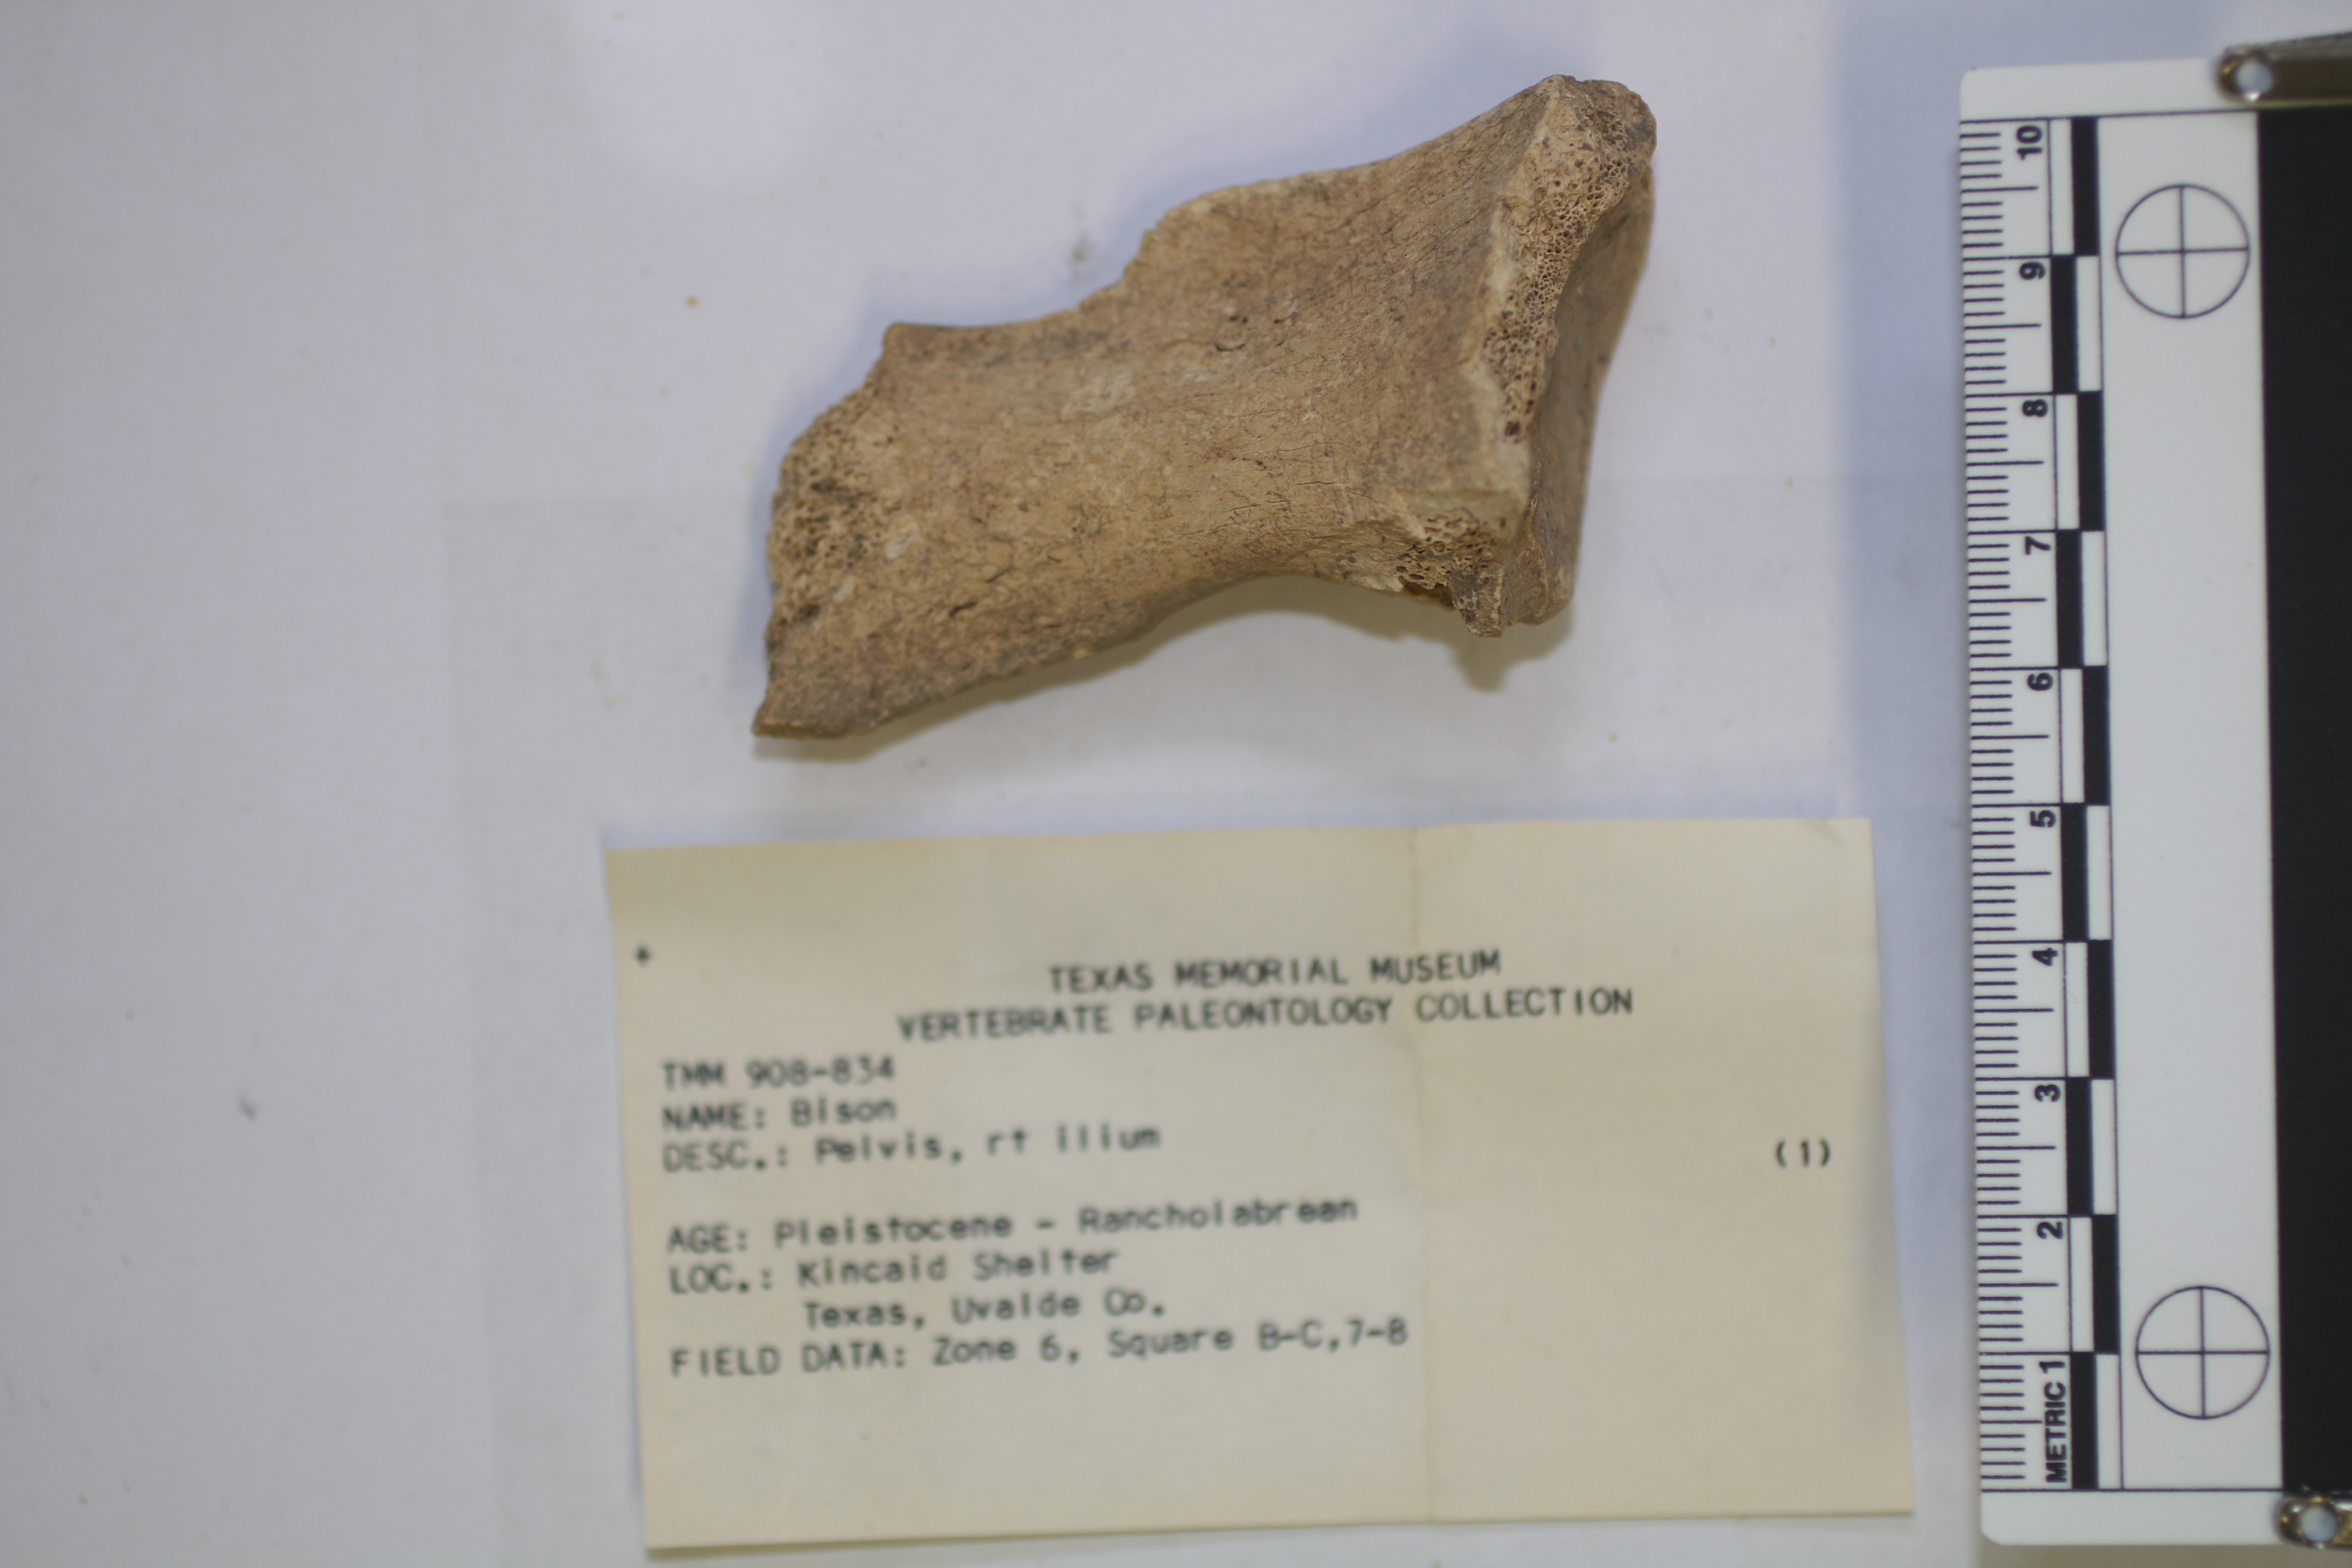 +
TEXAS MEMORIAL MUSEUM
VERTEBRATE PALEONTOLOGY COLLECTION
TMM 908-834
NAME: Bison
DESC.: Pelvis, rt ilium (1)
AGE: Pleistocene - Rancholabrean
LOC.: Kincaid Shelter
Texas, Uvalde Co.
FIELD DATA: Zone 6, Square B-C,7-8
METRIC 1 2 3 4 5 6 7 8 9 10